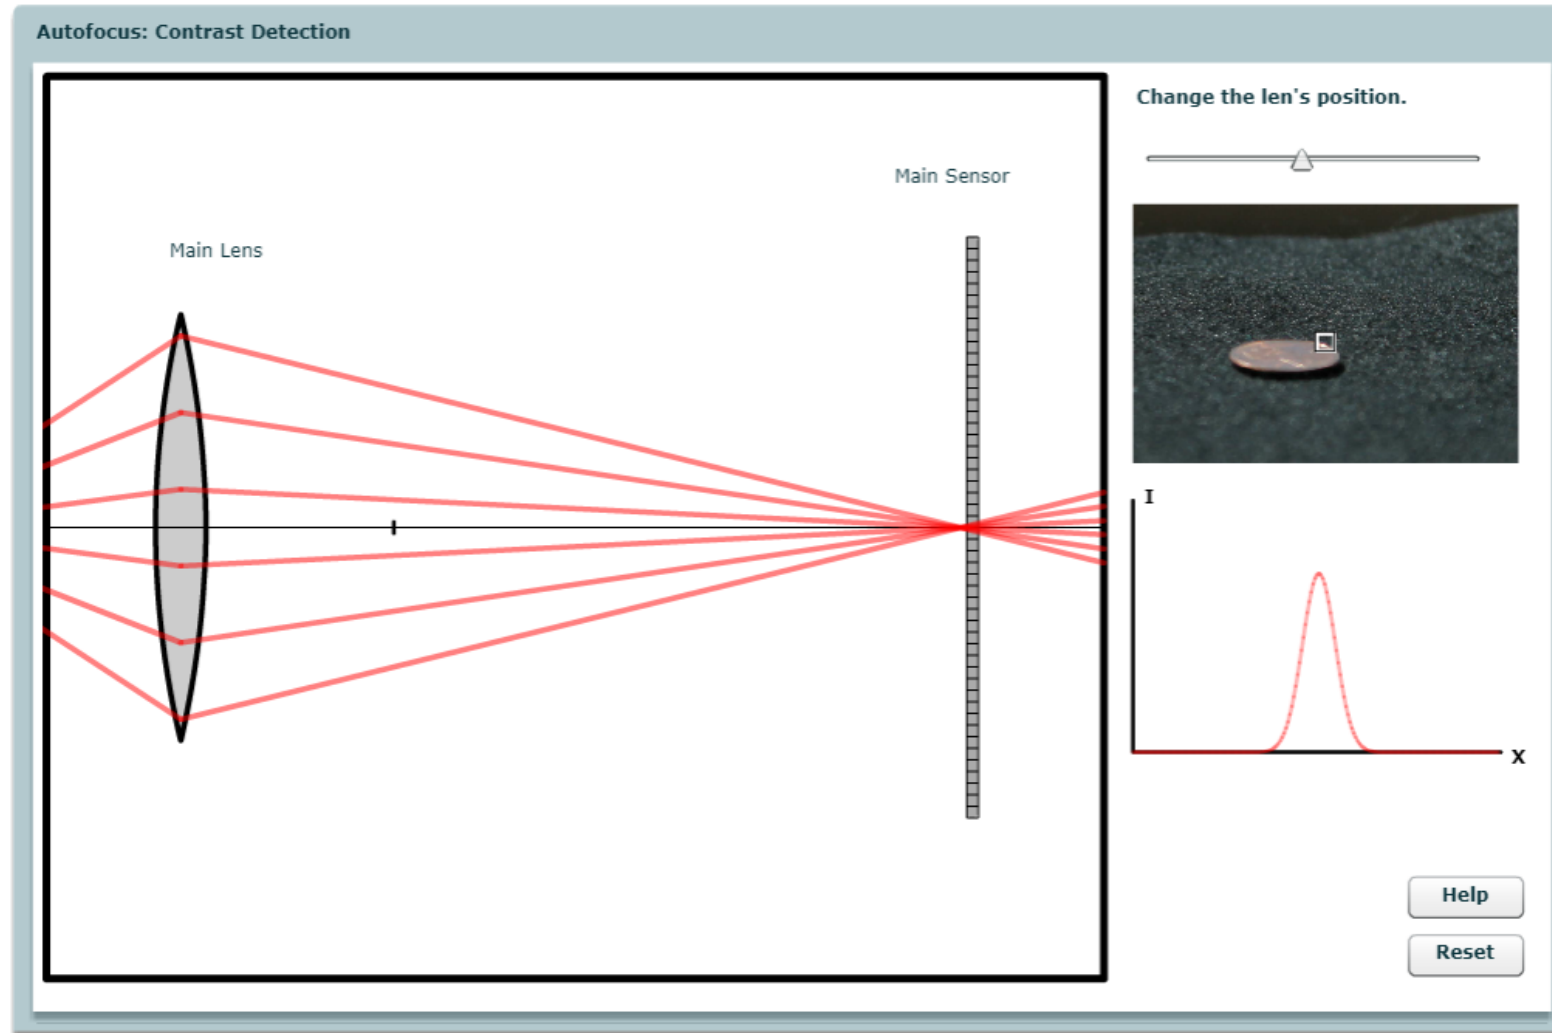 Autofocus: Contrast Detection
Change the len's position.
Main Sensor
Main Lens
I
x
Help
Reset